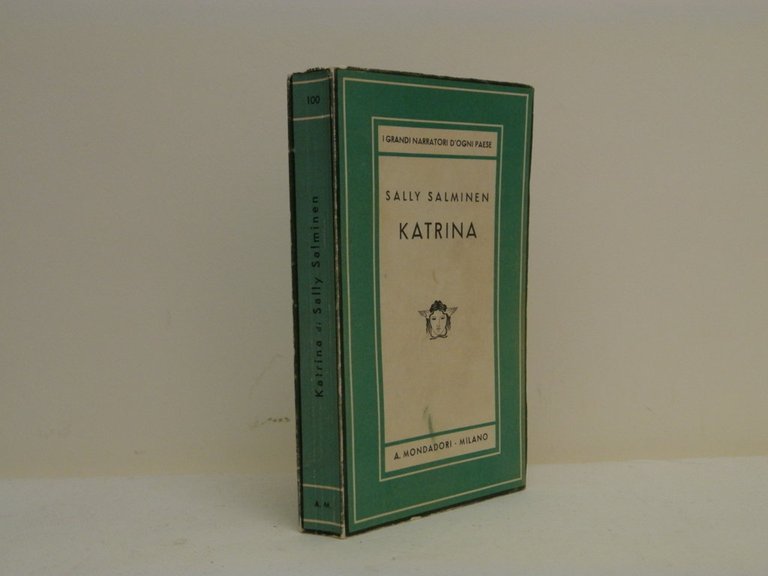 100
Katrina di Sally Salminen
A. M.
I GRANDI NARRATORI D'OGNI PAESE
SALLY SALMINEN
KATRINA
A. MONDADORI - MILANO